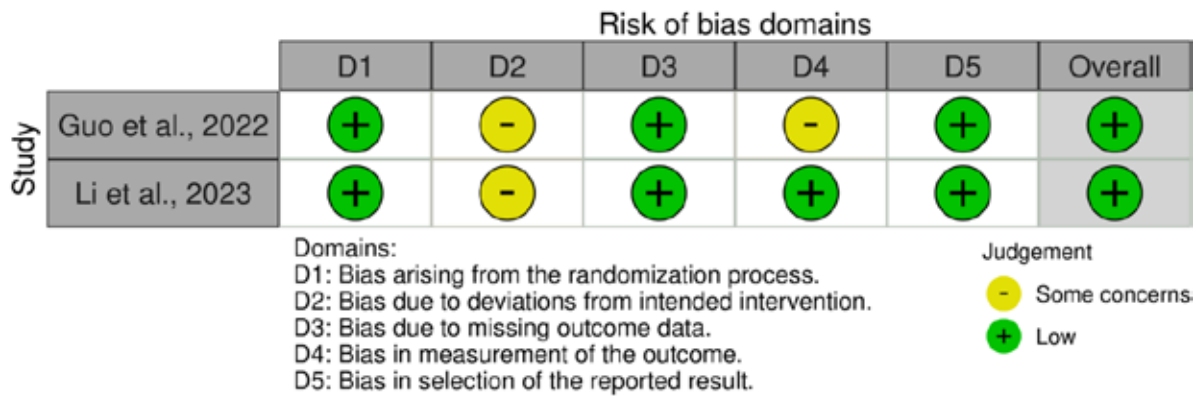 Risk of bias domains
D1 D2 D3 D4 D5 Overall
Study
Guo et al., 2022 + - + - + +
Li et al., 2023 + - + + + +
Domains:
D1: Bias arising from the randomization process.
D2: Bias due to deviations from intended intervention.
D3: Bias due to missing outcome data.
D4: Bias in measurement of the outcome.
D5: Bias in selection of the reported result.
Judgement
- Some concerns
+ Low